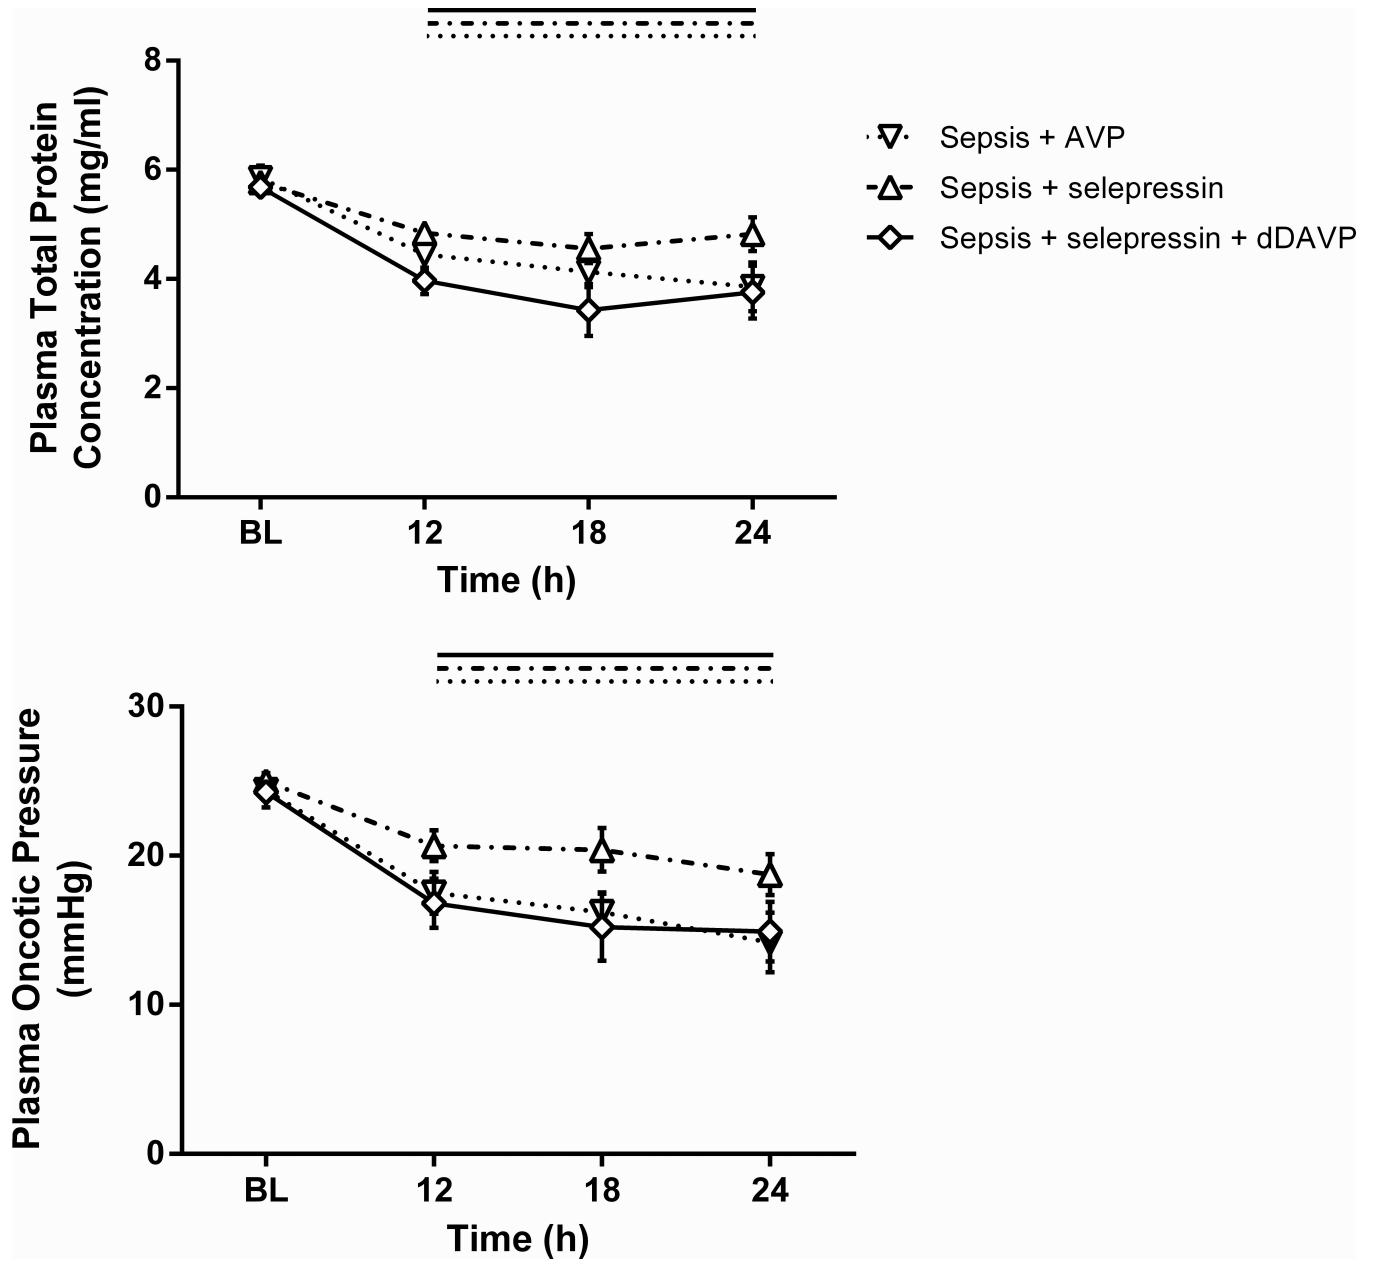 8
6
4
2
0
Plasma Total Protein
Concentration (mg/ml)
BL 12 18 24
Time (h)
Sepsis + AVP
Sepsis + selepressin
Sepsis + selepressin + dDAVP
30
20
10
0
Plasma Oncotic Pressure
(mmHg)
BL 12 18 24
Time (h)